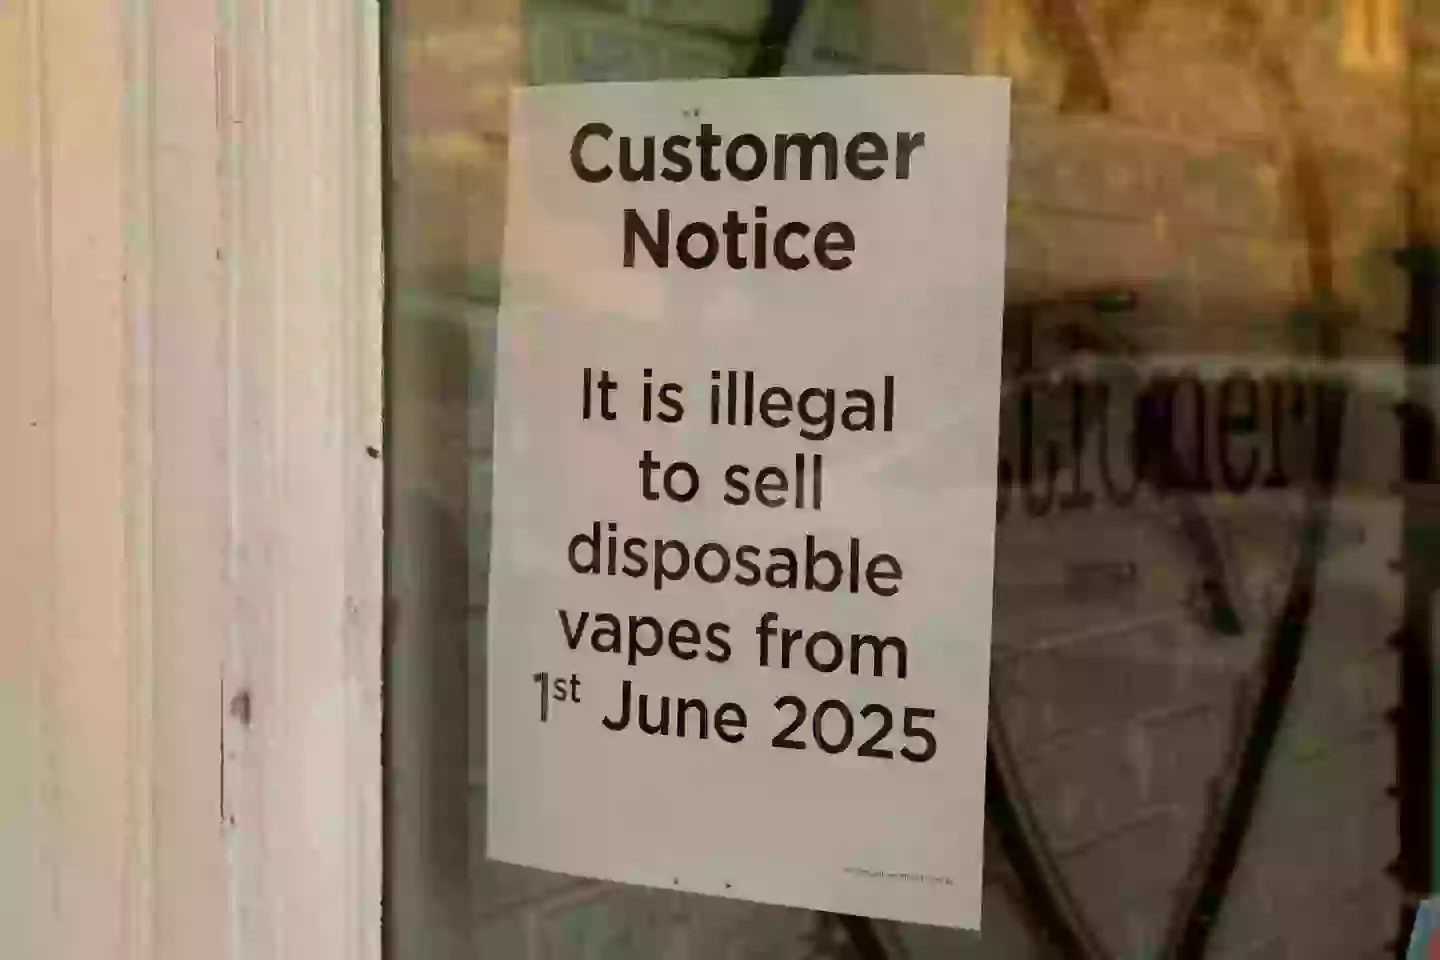 Customer
Notice
It is illegal
to sell
disposable
vapes from
1st June 2025